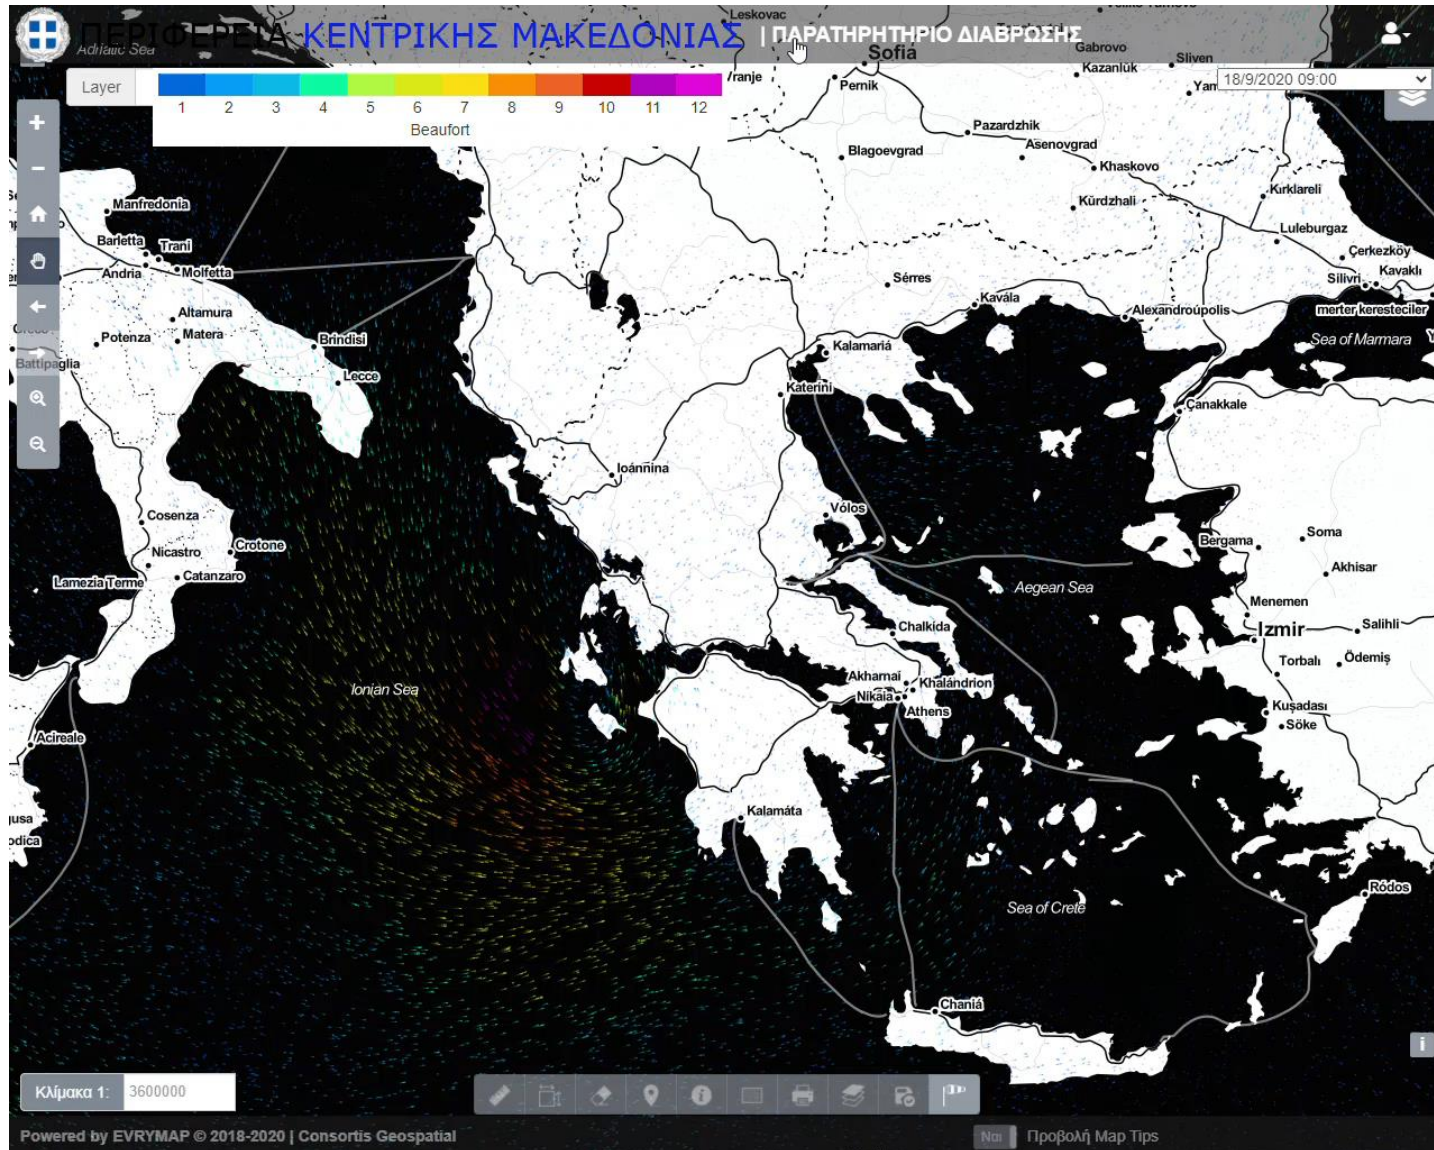 ΠΕΡΙΦΕΡΕΙΑ ΚΕΝΤΡΙΚΗΣ ΜΑΚΕΔΟΝΙΑΣ | ΠΑΡΑΤΗΡΗΤΗΡΙΟ ΔΙΑΒΡΩΣΗΣ
Leskovac
Adriatic Sea
Sofiá
Gabrovo
Sliven
Kazanlŭk
Pernik
Layer
18/9/2020 09:00
1 2 3 4 5 6 7 8 9 10 11 12
Beaufort
Pazardzhik
Asenovgrad
Blagoevgrad
Khaskovo
Kırklareli
Kŭrdzhali
Manfredonia
Luleburgaz
Barletta
Trani
Çerkezköy
Andria
Molfetta
Silivri
Kavaklı
Sérres
Kavála
Alexandroúpolis
merter keresteciler
Altamura
Potenza
Matera
Brindisi
Sea of Marmara
Kalamariá
Battipaglia
Lecce
Katerini
Çanakkale
Ioánnina
Vólos
Cosenza
Soma
Bergama
Nicastro
Crotone
Akhisar
Lamezia Terme
Catanzaro
Aegean Sea
Menemen
Chalkida
Izmir
Salihli
Torbalı
Ödemiş
Akharnaí
Khalándrion
Ionian Sea
Nikaia
Athens
Kuşadası
Söke
Acireale
Kalamáta
Ródos
Sea of Crete
Chaniá
i
Κλίμακα 1: 3600000
Powered by EVRYMAP © 2018-2020 | Consortis Geospatial
Ναι Προβολή Map Tips